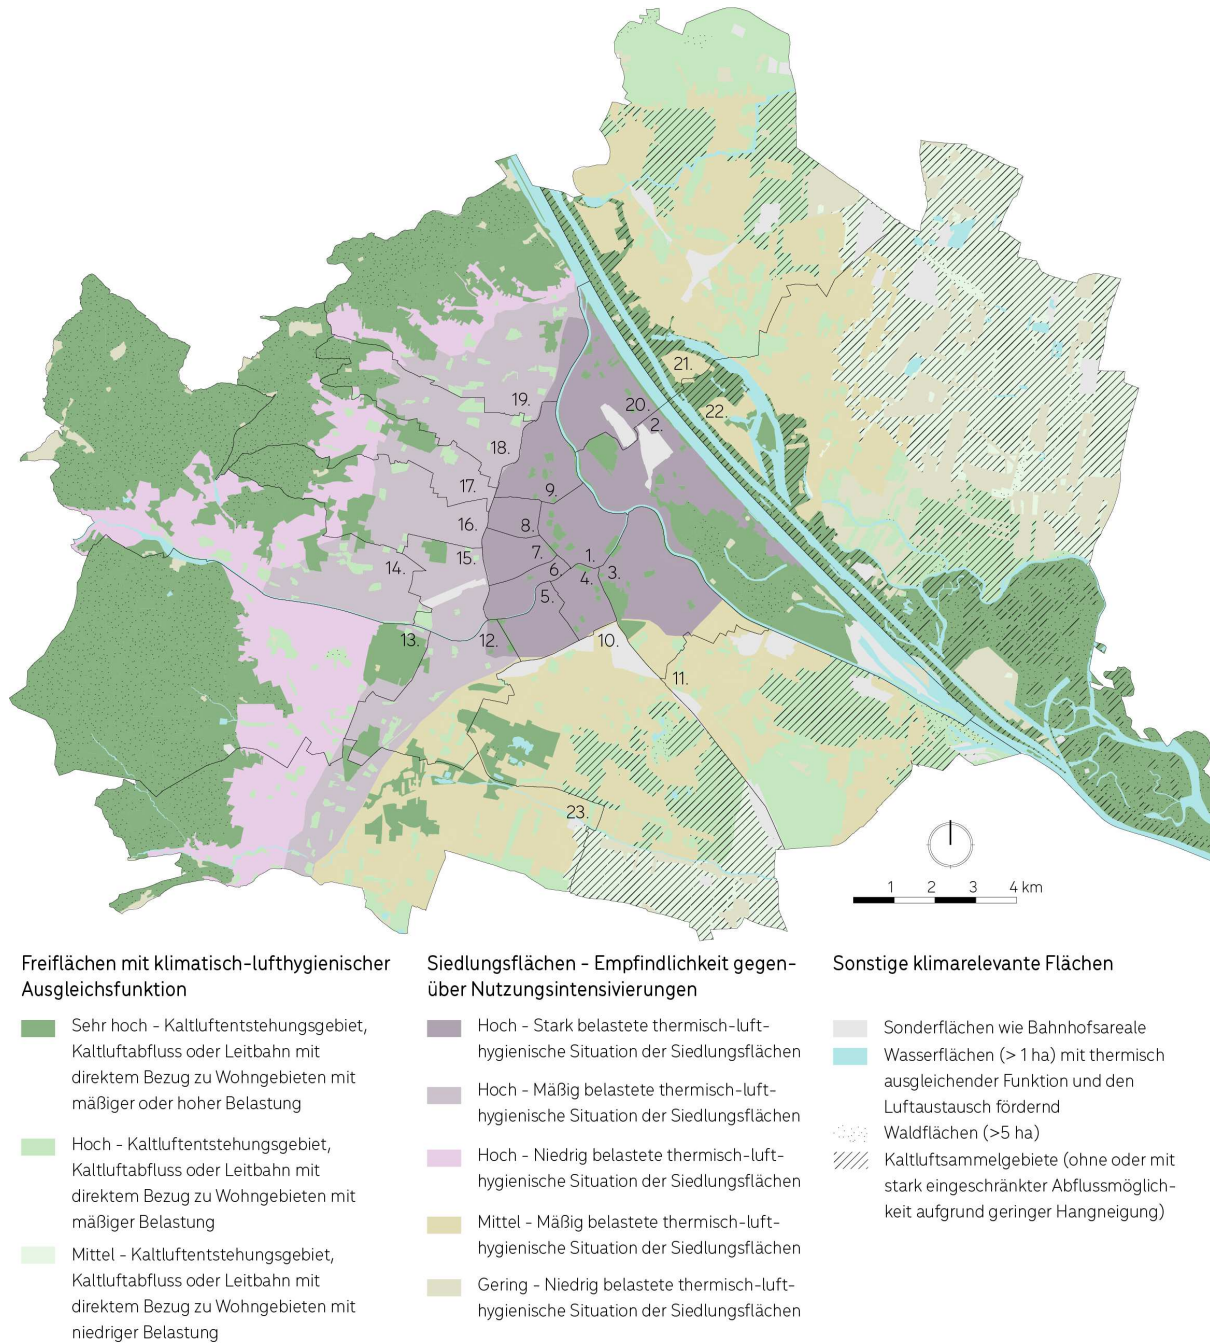 21.
22.
20.
2.
19.
18.
17.
9.
16.
8.
7.
1.
15.
14.
6.
4.
3.
5.
13.
12.
10.
11.
23.
1 2 3 4 km
Freiflächen mit klimatisch-lufthygienischer
Ausgleichsfunktion
Sehr hoch - Kaltluftentstehungsgebiet,
Kaltluftabfluss oder Leitbahn mit
direktem Bezug zu Wohngebieten mit
mäßiger oder hoher Belastung
Hoch - Kaltluftentstehungsgebiet,
Kaltluftabfluss oder Leitbahn mit
direktem Bezug zu Wohngebieten mit
mäßiger Belastung
Mittel - Kaltluftentstehungsgebiet,
Kaltluftabfluss oder Leitbahn mit
direktem Bezug zu Wohngebieten mit
niedriger Belastung
Siedlungsflächen - Empfindlichkeit gegen-
über Nutzungsintensivierungen
Hoch - Stark belastete thermisch-luft-
hygienische Situation der Siedlungsflächen
Hoch - Mäßig belastete thermisch-luft-
hygienische Situation der Siedlungsflächen
Hoch - Niedrig belastete thermisch-luft-
hygienische Situation der Siedlungsflächen
Mittel - Mäßig belastete thermisch-luft-
hygienische Situation der Siedlungsflächen
Gering - Niedrig belastete thermisch-luft-
hygienische Situation der Siedlungsflächen
Sonstige klimarelevante Flächen
Sonderflächen wie Bahnhofsareale
Wasserflächen (> 1 ha) mit thermisch
ausgleichender Funktion und den
Luftaustausch fördernd
Waldflächen (>5 ha)
Kaltluftsammelgebiete (ohne oder mit
stark eingeschränkter Abflussmöglich-
keit aufgrund geringer Hangneigung)